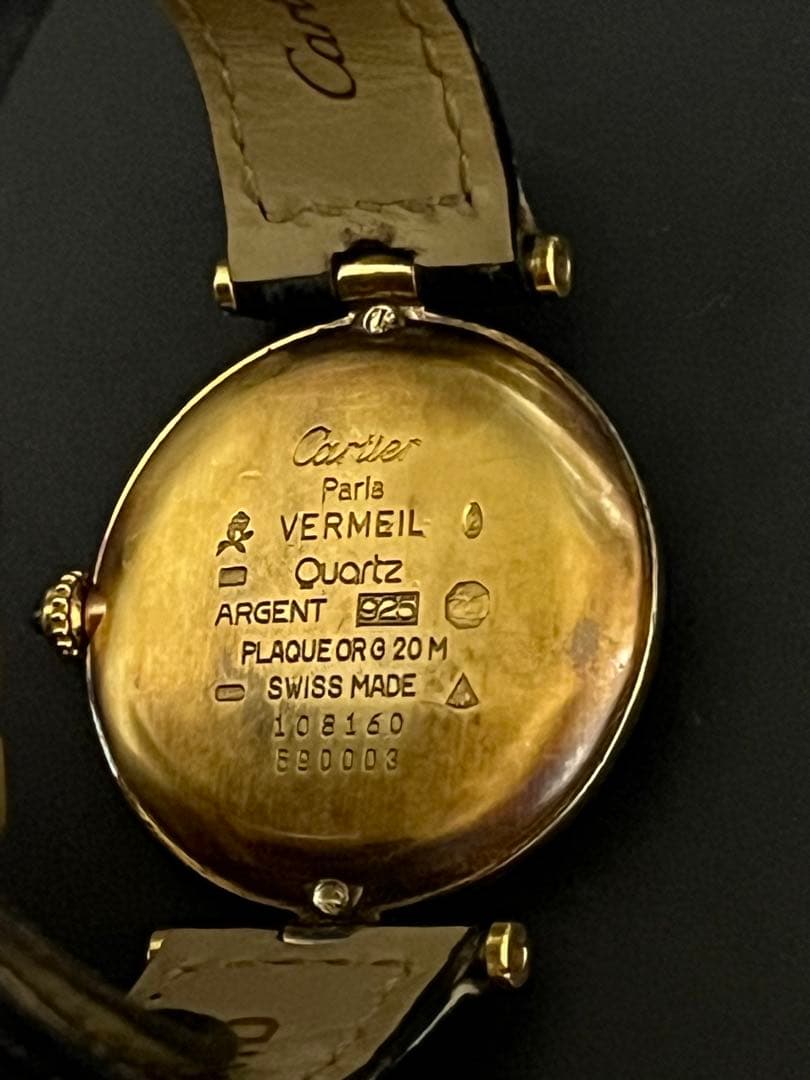 Cartier
Paris
VERMEIL
Quartz
ARGENT 925
PLAQUE OR G 20 M
SWISS MADE
108160
590003